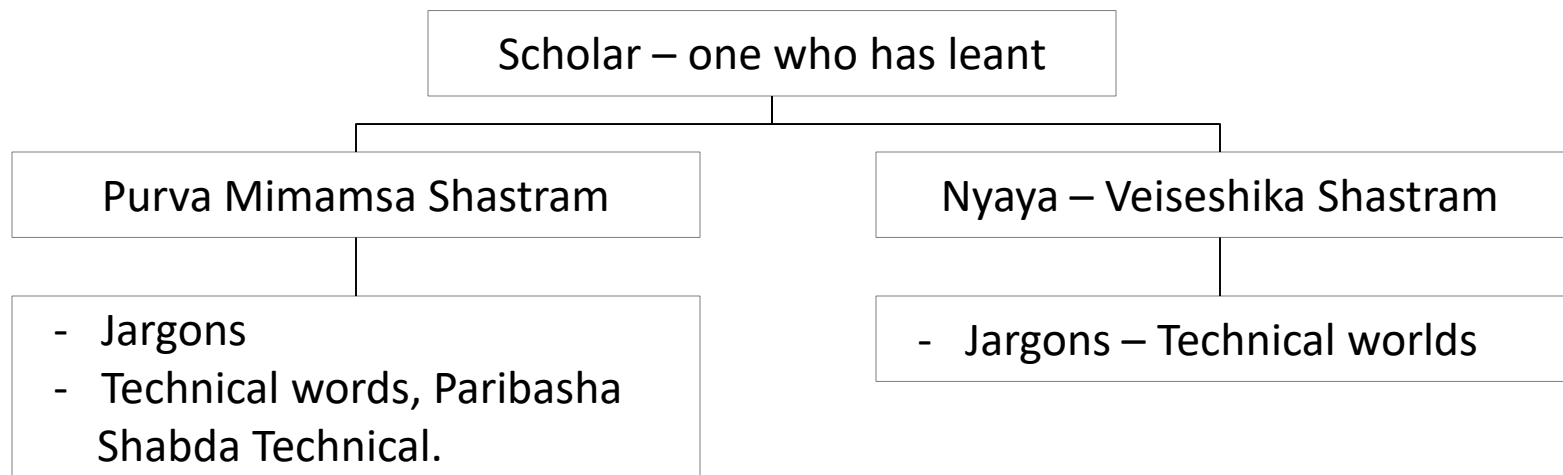 Scholar – one who has leant
Purva Mimamsa Shastram
Nyaya – Veiseshika Shastram
- Jargons
- Technical words, Paribasha
Shabda Technical.
- Jargons – Technical worlds